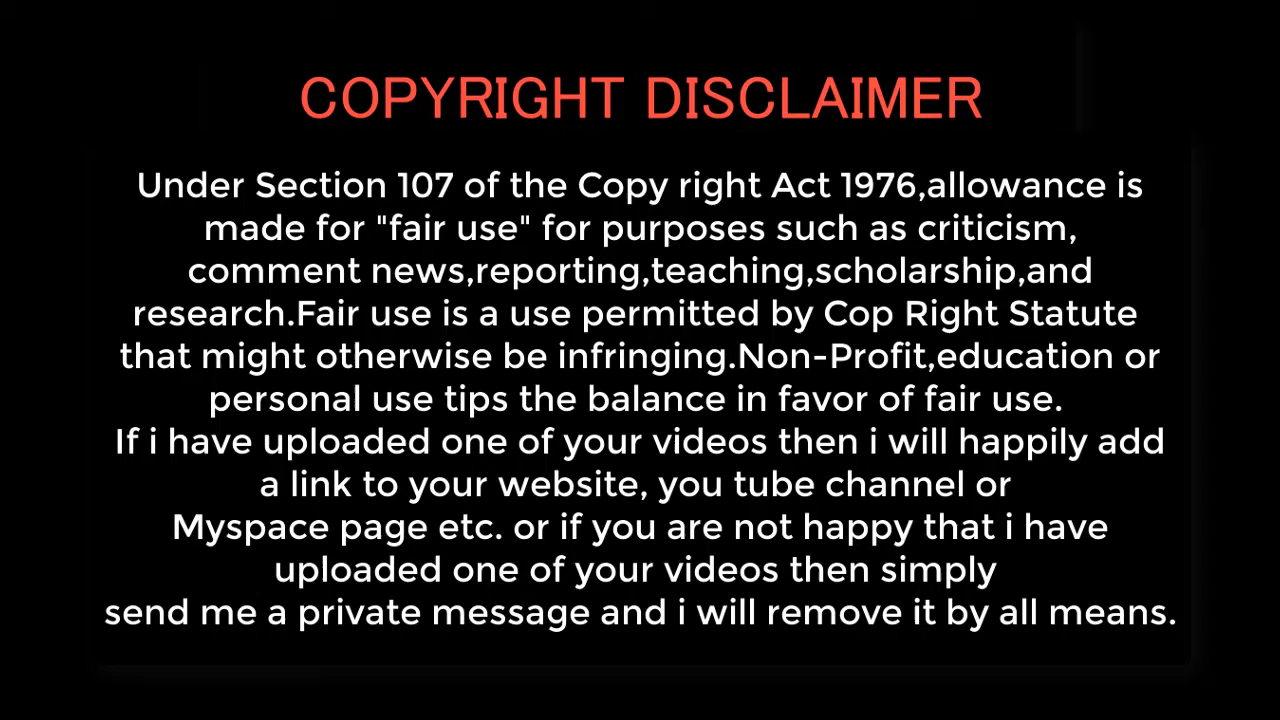 COPYRIGHT DISCLAIMER
Under Section 107 of the Copy right Act 1976,allowance is
made for "fair use" for purposes such as criticism,
comment news,reporting,teaching,scholarship,and
research.Fair use is a use permitted by Cop Right Statute
that might otherwise be infringing.Non-Profit,education or
personal use tips the balance in favor of fair use.
If i have uploaded one of your videos then i will happily add
a link to your website, you tube channel or
Myspace page etc. or if you are not happy that i have
uploaded one of your videos then simply
send me a private message and i will remove it by all means.